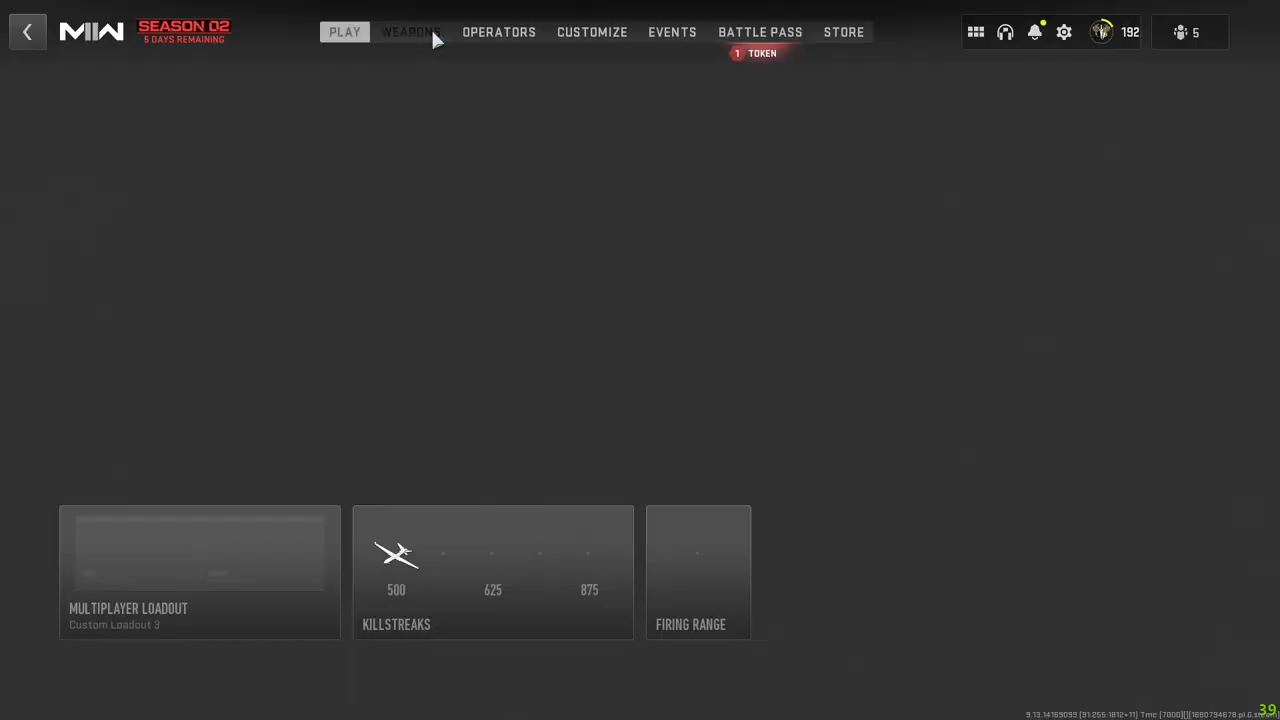 MW
SEASON 02
5 DAYS REMAINING
PLAY WEAPONS OPERATORS CUSTOMIZE EVENTS BATTLE PASS STORE
192
5
1 TOKEN
500 625 875
MULTIPLAYER LOADOUT
Custom Loadout 3
KILLSTREAKS
FIRING RANGE
39